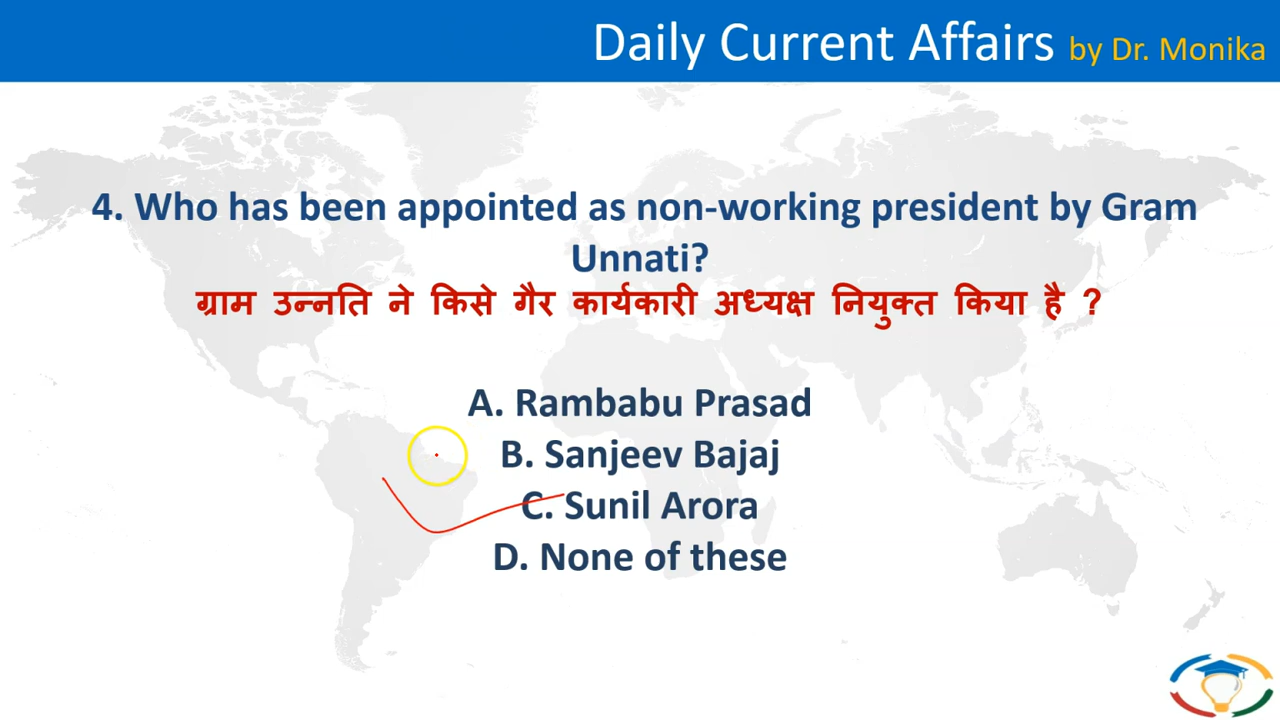 Daily Current Affairs by Dr. Monika
4. Who has been appointed as non-working president by Gram
Unnati?
ग्राम उन्नति ने किसे गैर कार्यकारी अध्यक्ष नियुक्त किया है ?
A. Rambabu Prasad
B. Sanjeev Bajaj
C. Sunil Arora
D. None of these